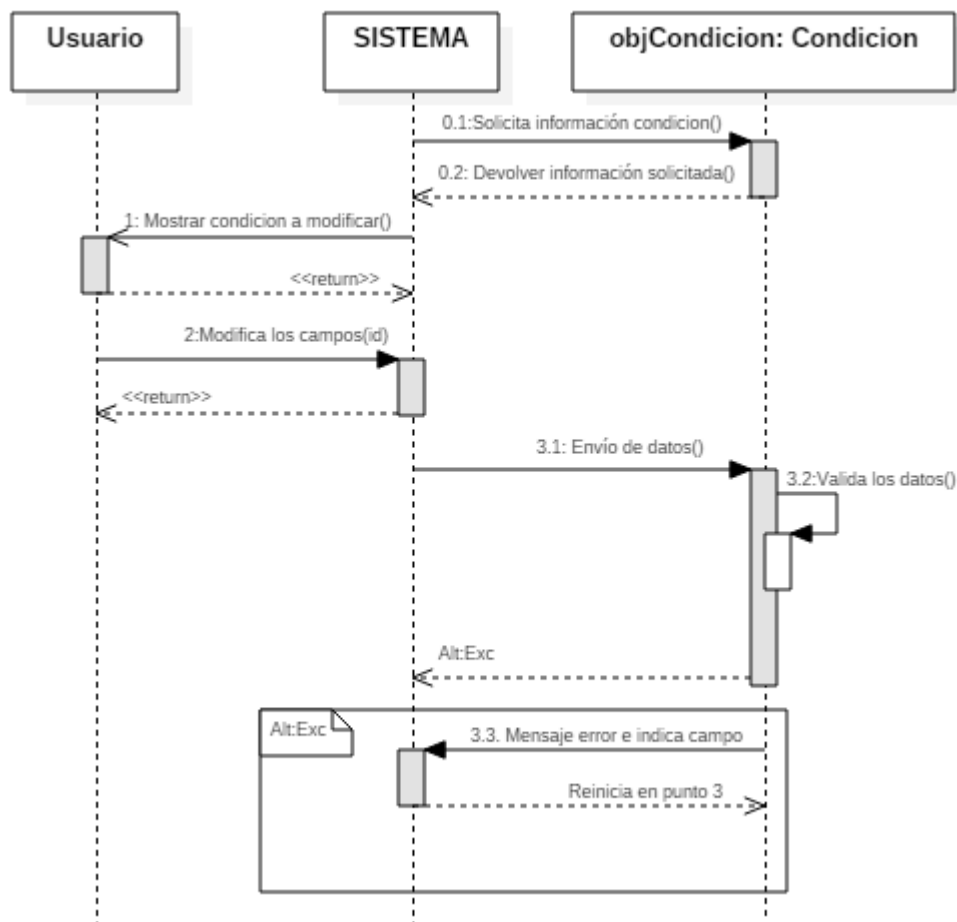 Usuario
SISTEMA
objCondicion: Condicion
0.1:Solicita información condicion()
0.2: Devolver información solicitada()
1: Mostrar condicion a modificar()
<<return>>
2:Modifica los campos(id)
<<return>>
3.1: Envío de datos()
3.2:Valida los datos()
Alt:Exc
Alt:Exc
3.3. Mensaje error e indica campo
Reinicia en punto 3